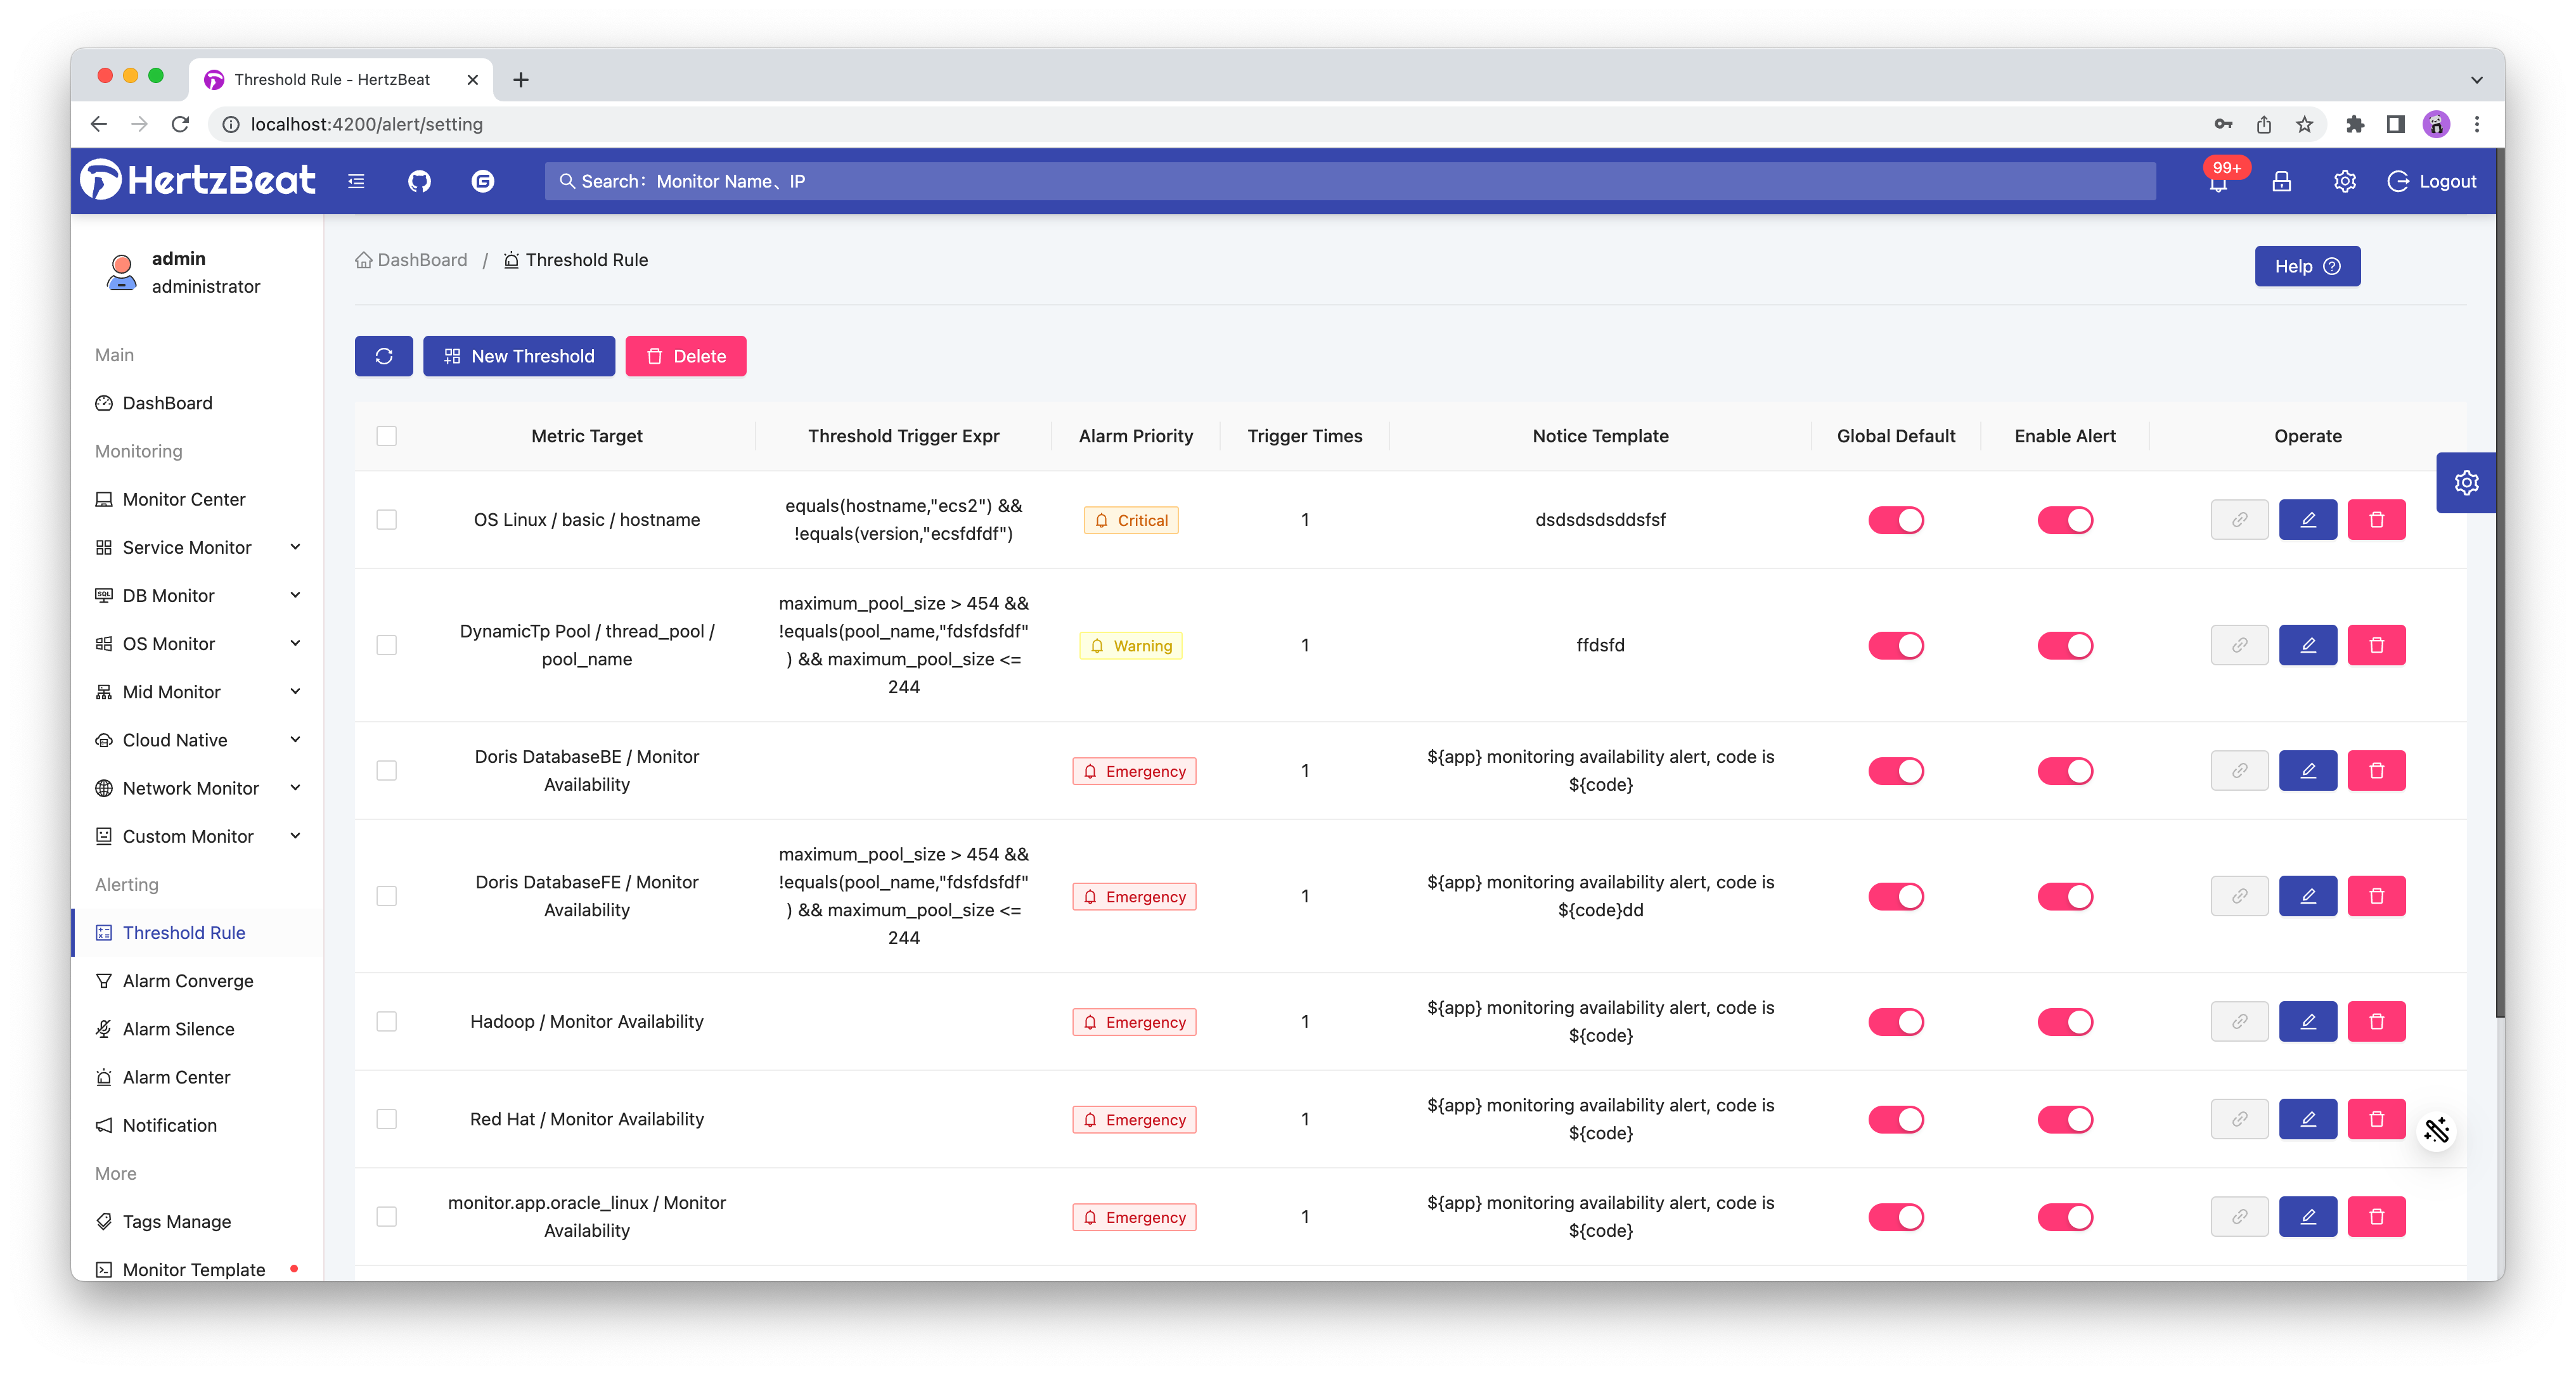 Threshold Rule - HertzBeat
localhost:4200/alert/setting
HertzBeat
Search: Monitor Name、IP
99+
Logout
admin
administrator
DashBoard / Threshold Rule
Help
New Threshold
Delete
Main
DashBoard
Monitoring
Monitor Center
Service Monitor
DB Monitor
OS Monitor
Mid Monitor
Cloud Native
Network Monitor
Custom Monitor
Alerting
Threshold Rule
Alarm Converge
Alarm Silence
Alarm Center
Notification
More
Tags Manage
Monitor Template
Metric Target Threshold Trigger Expr Alarm Priority Trigger Times Notice Template Global Default Enable Alert Operate
OS Linux / basic / hostname
equals(hostname,"ecs2") &&
!equals(version,"ecsfdfdf")
Critical
1
dsdsdsdsddsfsf
DynamicTp Pool / thread_pool /
pool_name
maximum_pool_size > 454 &&
!equals(pool_name,"fdsfdsfdf"
) && maximum_pool_size <=
244
Warning
1
ffdsfd
Doris DatabaseBE / Monitor
Availability
Emergency
1
${app} monitoring availability alert, code is
${code}
Doris DatabaseFE / Monitor
Availability
maximum_pool_size > 454 &&
!equals(pool_name,"fdsfdsfdf"
) && maximum_pool_size <=
244
Emergency
1
${app} monitoring availability alert, code is
${code}dd
Hadoop / Monitor Availability
Emergency
1
${app} monitoring availability alert, code is
${code}
Red Hat / Monitor Availability
Emergency
1
${app} monitoring availability alert, code is
${code}
monitor.app.oracle_linux / Monitor
Availability
Emergency
1
${app} monitoring availability alert, code is
${code}